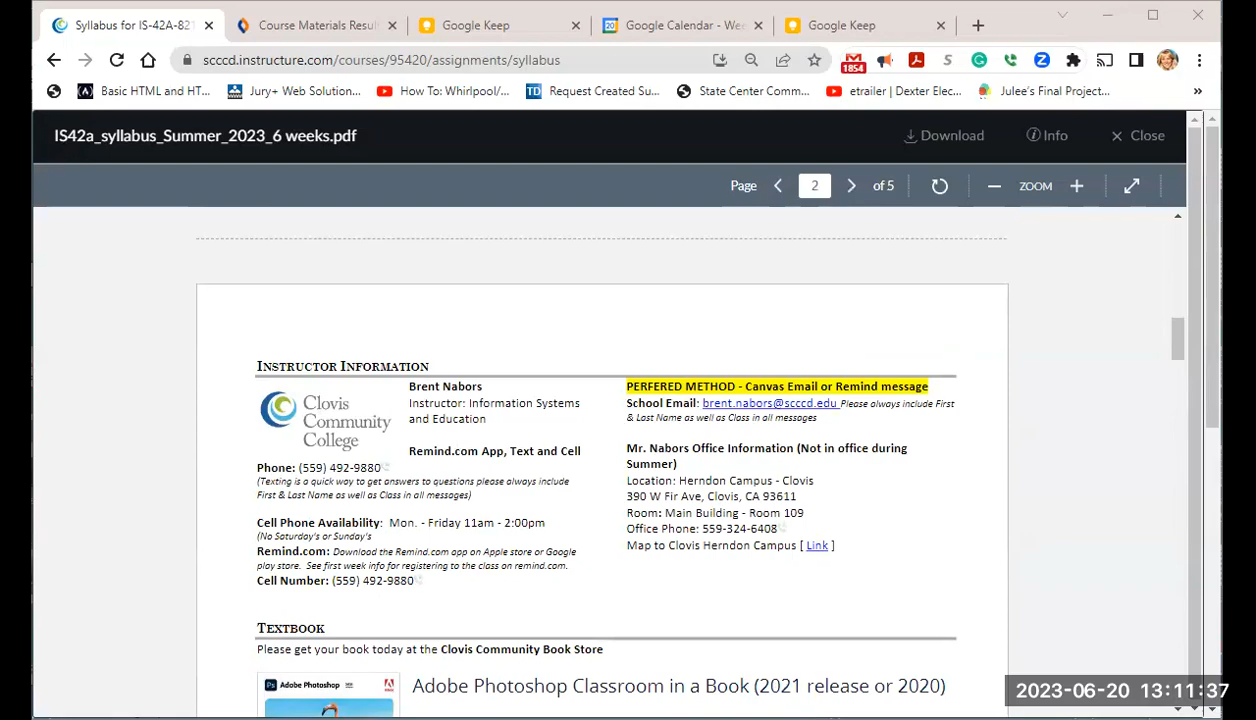 Syllabus for IS-42A-821
Course Materials Resul
Google Keep
Google Calendar - Wee
Google Keep
scccd.instructure.com/courses/95420/assignments/syllabus
1854
Basic HTML and HT...
Jury+ Web Solution...
How To: Whirlpool/...
TD
Request Created Su...
State Center Comm...
etrailer | Dexter Elec...
Julee's Final Project...
IS42a_syllabus_Summer_2023_6 weeks.pdf
Download
Info
Close
Page
2
of 5
ZOOM
INSTRUCTOR INFORMATION
Clovis
Community
College
Brent Nabors
Instructor: Information Systems
and Education
Remind.com App, Text and Cell
Phone: (559) 492-9880
(Texting is a quick way to get answers to questions please always include
First & Last Name as well as Class in all messages)
Cell Phone Availability: Mon. - Friday 11am - 2:00pm
(No Saturday's or Sunday's
Remind.com: Download the Remind.com app on Apple store or Google
play store. See first week info for registering to the class on remind.com.
Cell Number: (559) 492-9880
PERFERED METHOD - Canvas Email or Remind message
School Email: brent.nabors@scccd.edu Please always include First
& Last Name as well as Class in all messages
Mr. Nabors Office Information (Not in office during
Summer)
Location: Herndon Campus - Clovis
390 W Fir Ave, Clovis, CA 93611
Room: Main Building - Room 109
Office Phone: 559-324-6408
Map to Clovis Herndon Campus [ Link ]
TEXTBOOK
Please get your book today at the Clovis Community Book Store
Ps Adobe Photoshop
Adobe Photoshop Classroom in a Book (2021 release or 2020)
2023-06-20 13:11:37